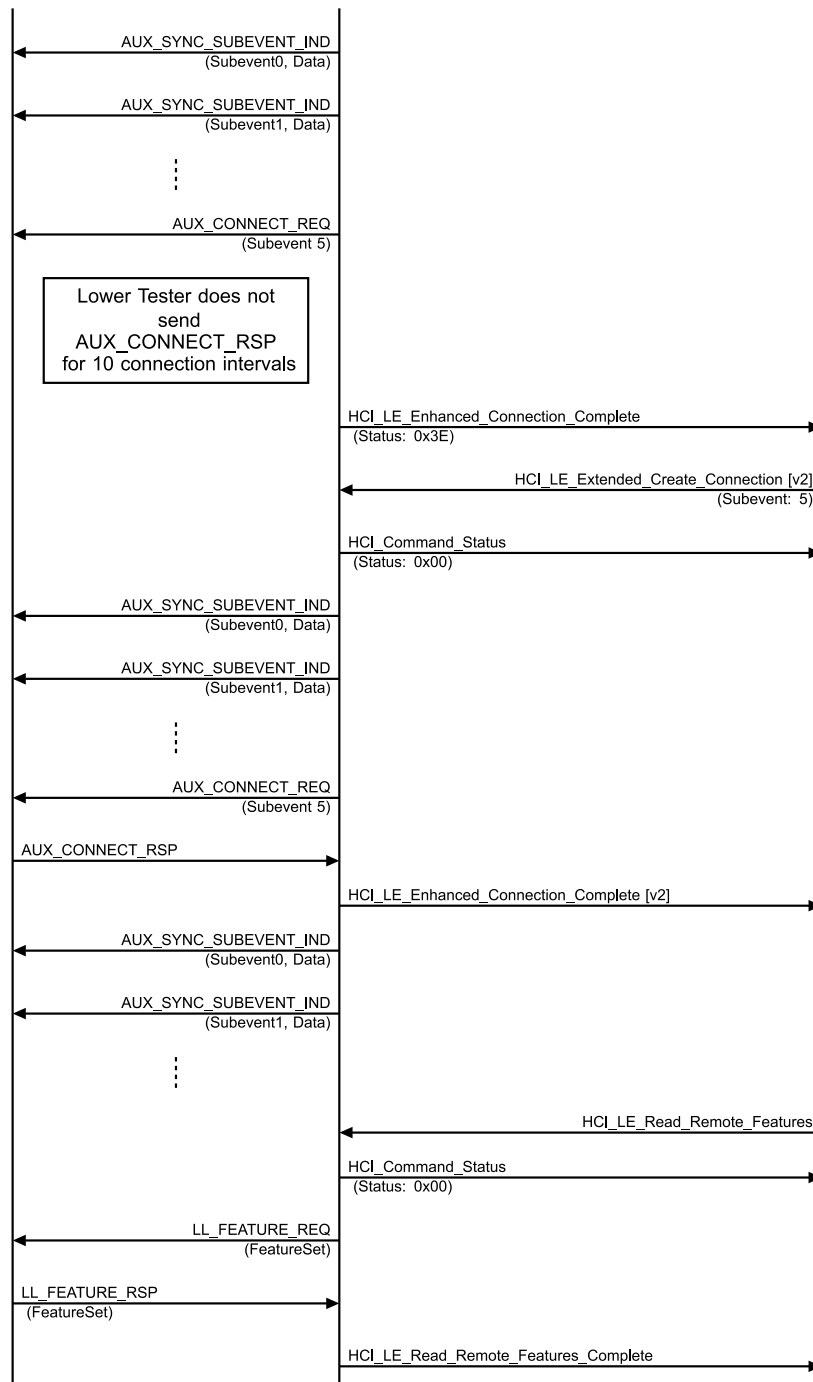 AUX_SYNC_SUBEVENT_IND
(Subevent0, Data)
AUX_SYNC_SUBEVENT_IND
(Subevent1, Data)
AUX_CONNECT_REQ
(Subevent 5)
Lower Tester does not
send
AUX_CONNECT_RSP
for 10 connection intervals
HCI_LE_Enhanced_Connection_Complete
(Status: 0x3E)
HCI_LE_Extended_Create_Connection [v2]
(Subevent: 5)
HCI_Command_Status
(Status: 0x00)
AUX_SYNC_SUBEVENT_IND
(Subevent0, Data)
AUX_SYNC_SUBEVENT_IND
(Subevent1, Data)
AUX_CONNECT_REQ
(Subevent 5)
AUX_CONNECT_RSP
HCI_LE_Enhanced_Connection_Complete [v2]
AUX_SYNC_SUBEVENT_IND
(Subevent0, Data)
AUX_SYNC_SUBEVENT_IND
(Subevent1, Data)
HCI_LE_Read_Remote_Features
HCI_Command_Status
(Status: 0x00)
LL_FEATURE_REQ
(FeatureSet)
LL_FEATURE_RSP
(FeatureSet)
HCI_LE_Read_Remote_Features_Complete